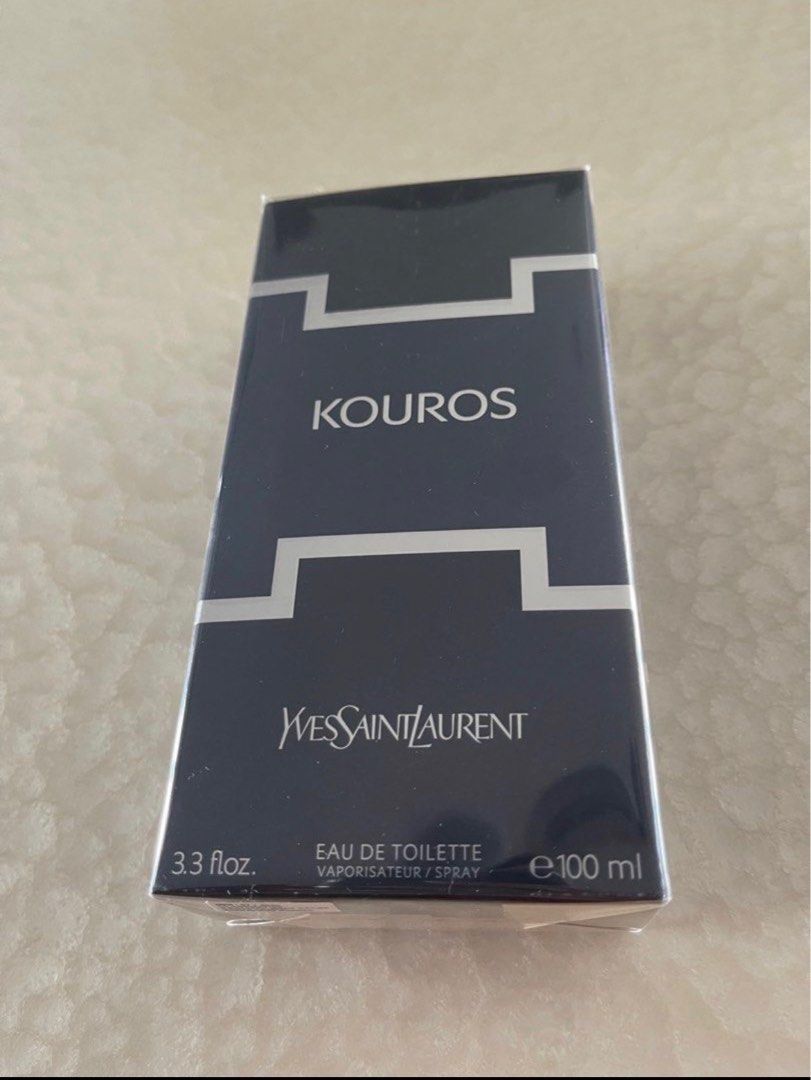 KOUROS
YVESSAINTLAURENT
3.3 fl oz.
EAU DE TOILETTE
VAPORISATEUR / SPRAY
℮100 ml